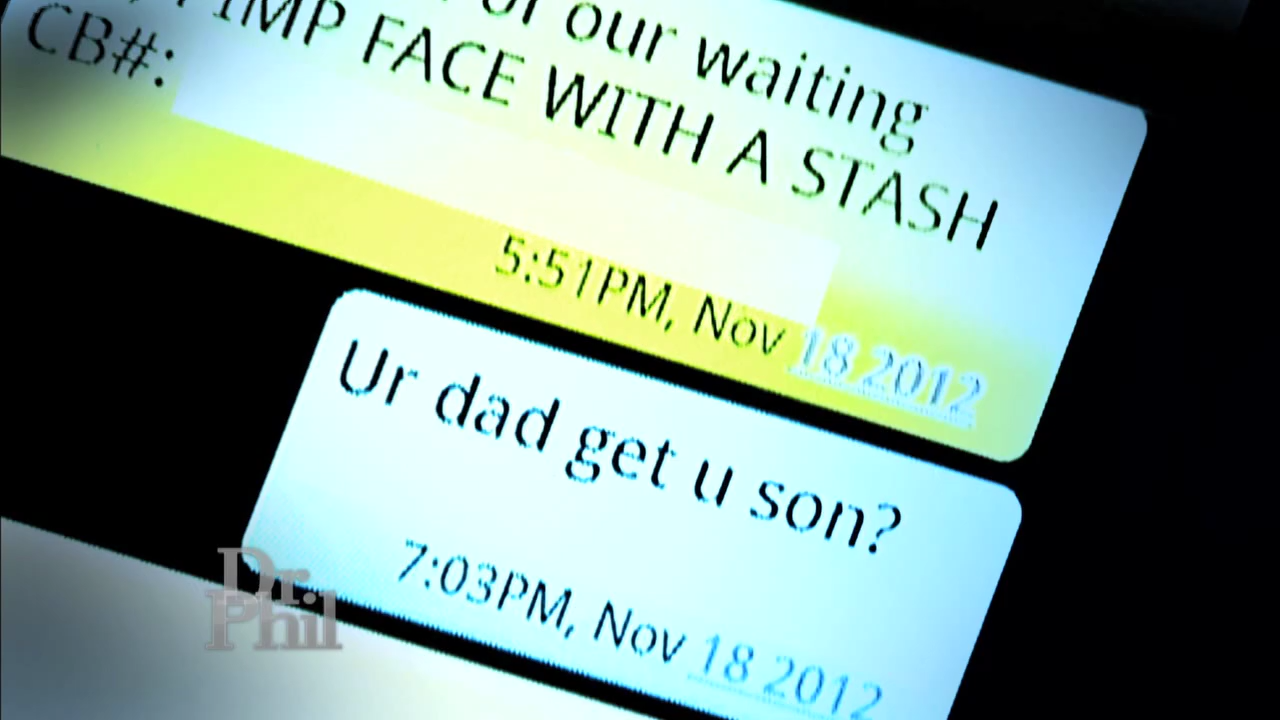 of our waiting
IMP FACE WITH A STASH
CB#:
5:51PM, Nov 18 2012
Ur dad get u son?
7:03PM, Nov 18 2012
Dr.
Phil